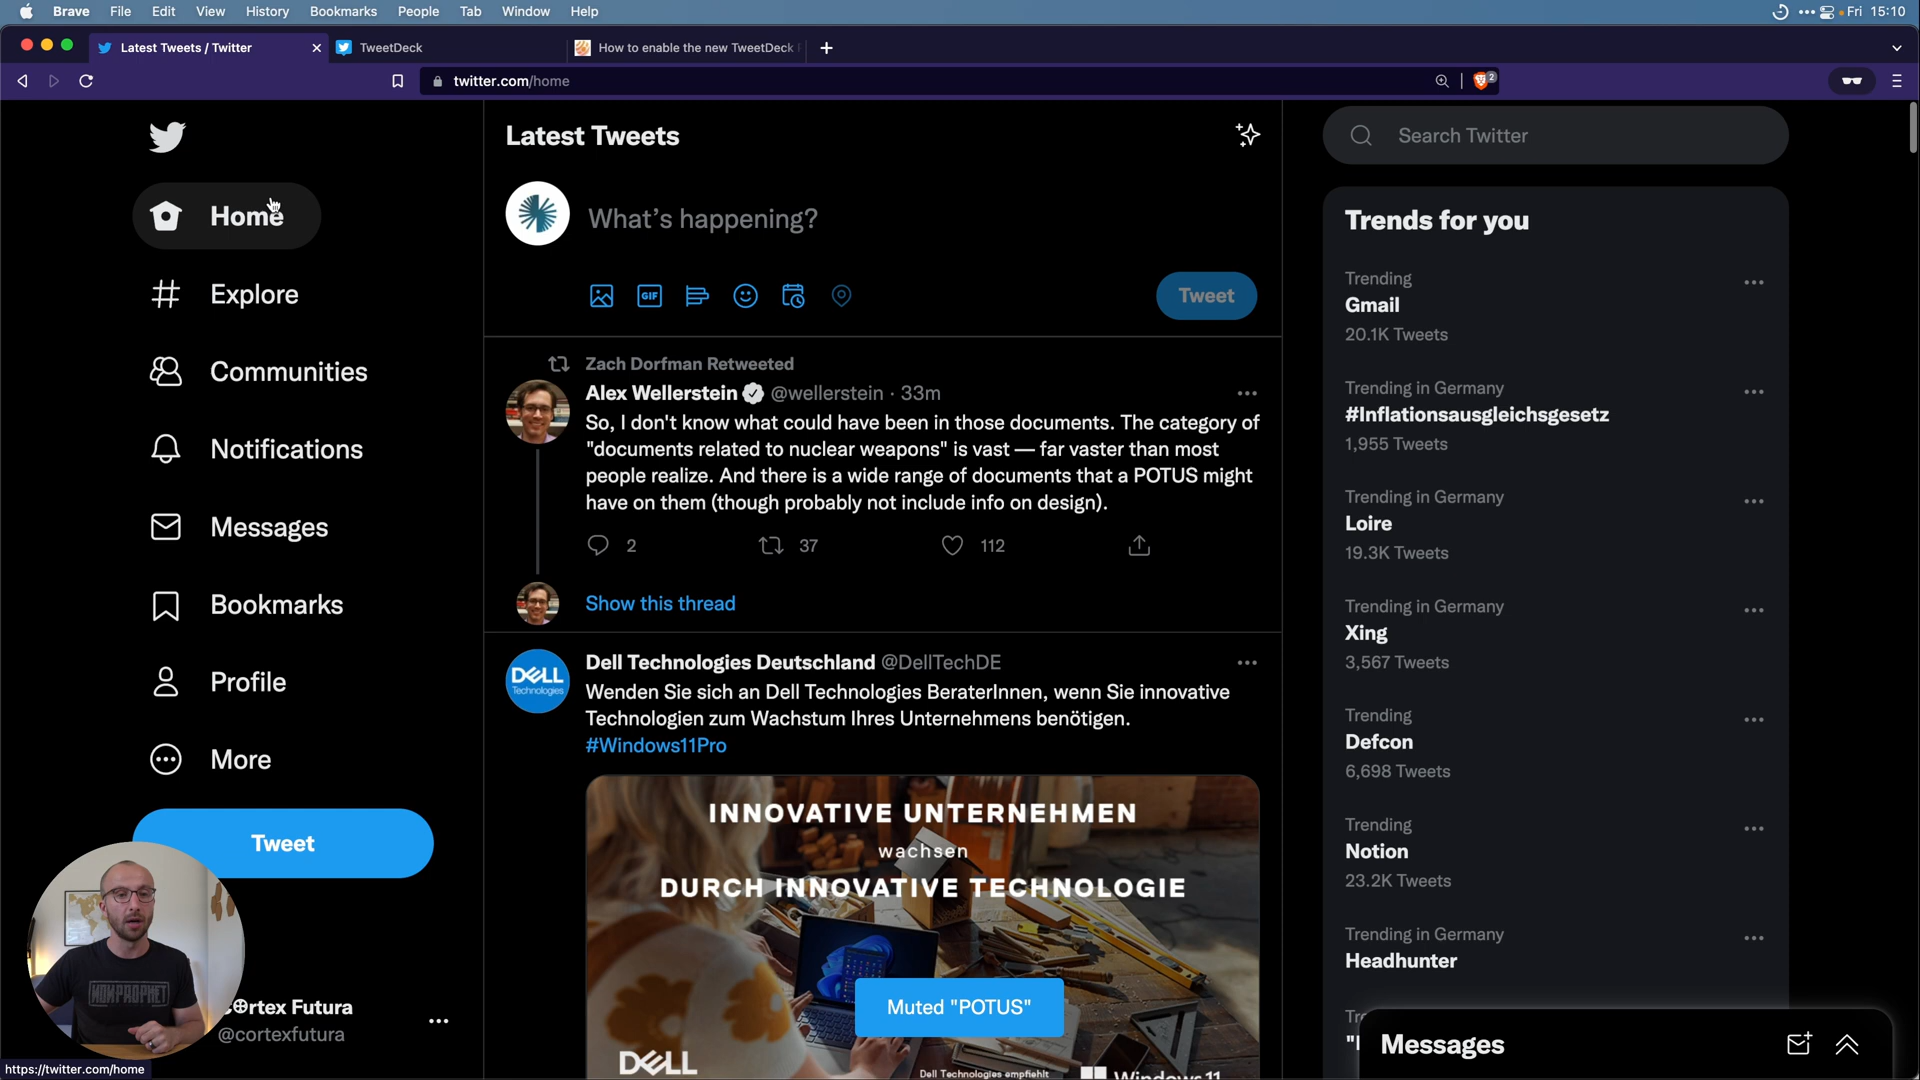 Brave File Edit View History Bookmarks People Tab Window Help
Fri 15:10
Latest Tweets / Twitter
TweetDeck
How to enable the new TweetDeck
twitter.com/home
2
Home
Explore
Communities
Notifications
Messages
Bookmarks
Profile
More
Tweet
NONPROPHET
Cortex Futura
@cortexfutura
https://twitter.com/home
Latest Tweets
What's happening?
GIF
Tweet
Zach Dorfman Retweeted
Alex Wellerstein @wellerstein · 33m
So, I don't know what could have been in those documents. The category of
"documents related to nuclear weapons" is vast — far vaster than most
people realize. And there is a wide range of documents that a POTUS might
have on them (though probably not include info on design).
2 37 112
Show this thread
DELL
Technologies
Dell Technologies Deutschland @DellTechDE
Wenden Sie sich an Dell Technologies BeraterInnen, wenn Sie innovative
Technologien zum Wachstum Ihres Unternehmens benötigen.
#Windows11Pro
INNOVATIVE UNTERNEHMEN
wachsen
DURCH INNOVATIVE TECHNOLOGIE
Muted "POTUS"
DELL
Dell Technologies empfiehlt
Windows 11
Search Twitter
Trends for you
Trending
Gmail
20.1K Tweets
Trending in Germany
#Inflationsausgleichsgesetz
1,955 Tweets
Trending in Germany
Loire
19.3K Tweets
Trending in Germany
Xing
3,567 Tweets
Trending
Defcon
6,698 Tweets
Trending
Notion
23.2K Tweets
Trending in Germany
Headhunter
Messages